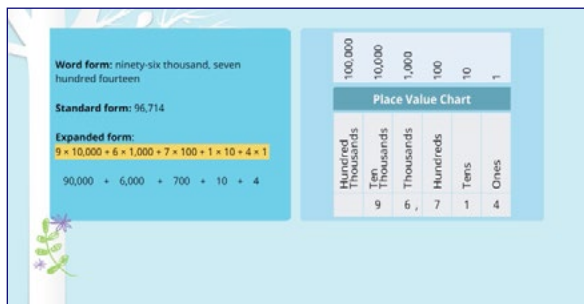 Word form: ninety-six thousand, seven
hundred fourteen
Standard form: 96,714
Expanded form:
9 × 10,000 + 6 × 1,000 + 7 × 100 + 1 × 10 + 4 × 1
90,000 + 6,000 + 700 + 10 + 4
100,000 10,000 1,000 100 10 1
Place Value Chart
Hundred Thousands Ten Thousands Thousands Hundreds Tens Ones
9 6, 7 1 4